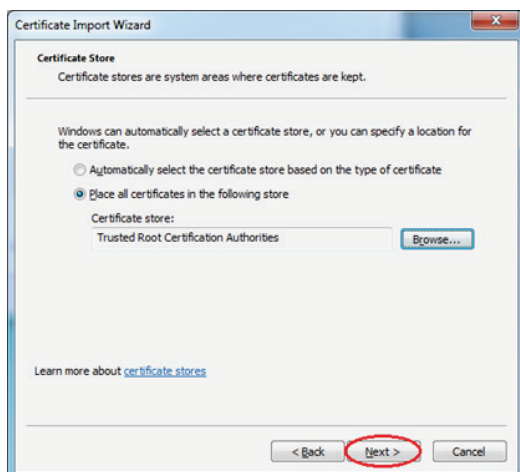 Certificate Import Wizard
Certificate Store
Certificate stores are system areas where certificates are kept.
Windows can automatically select a certificate store, or you can specify a location for
the certificate.
Automatically select the certificate store based on the type of certificate
Place all certificates in the following store
Certificate store:
Trusted Root Certification Authorities
Browse...
Learn more about certificate stores
< Back
Next >
Cancel